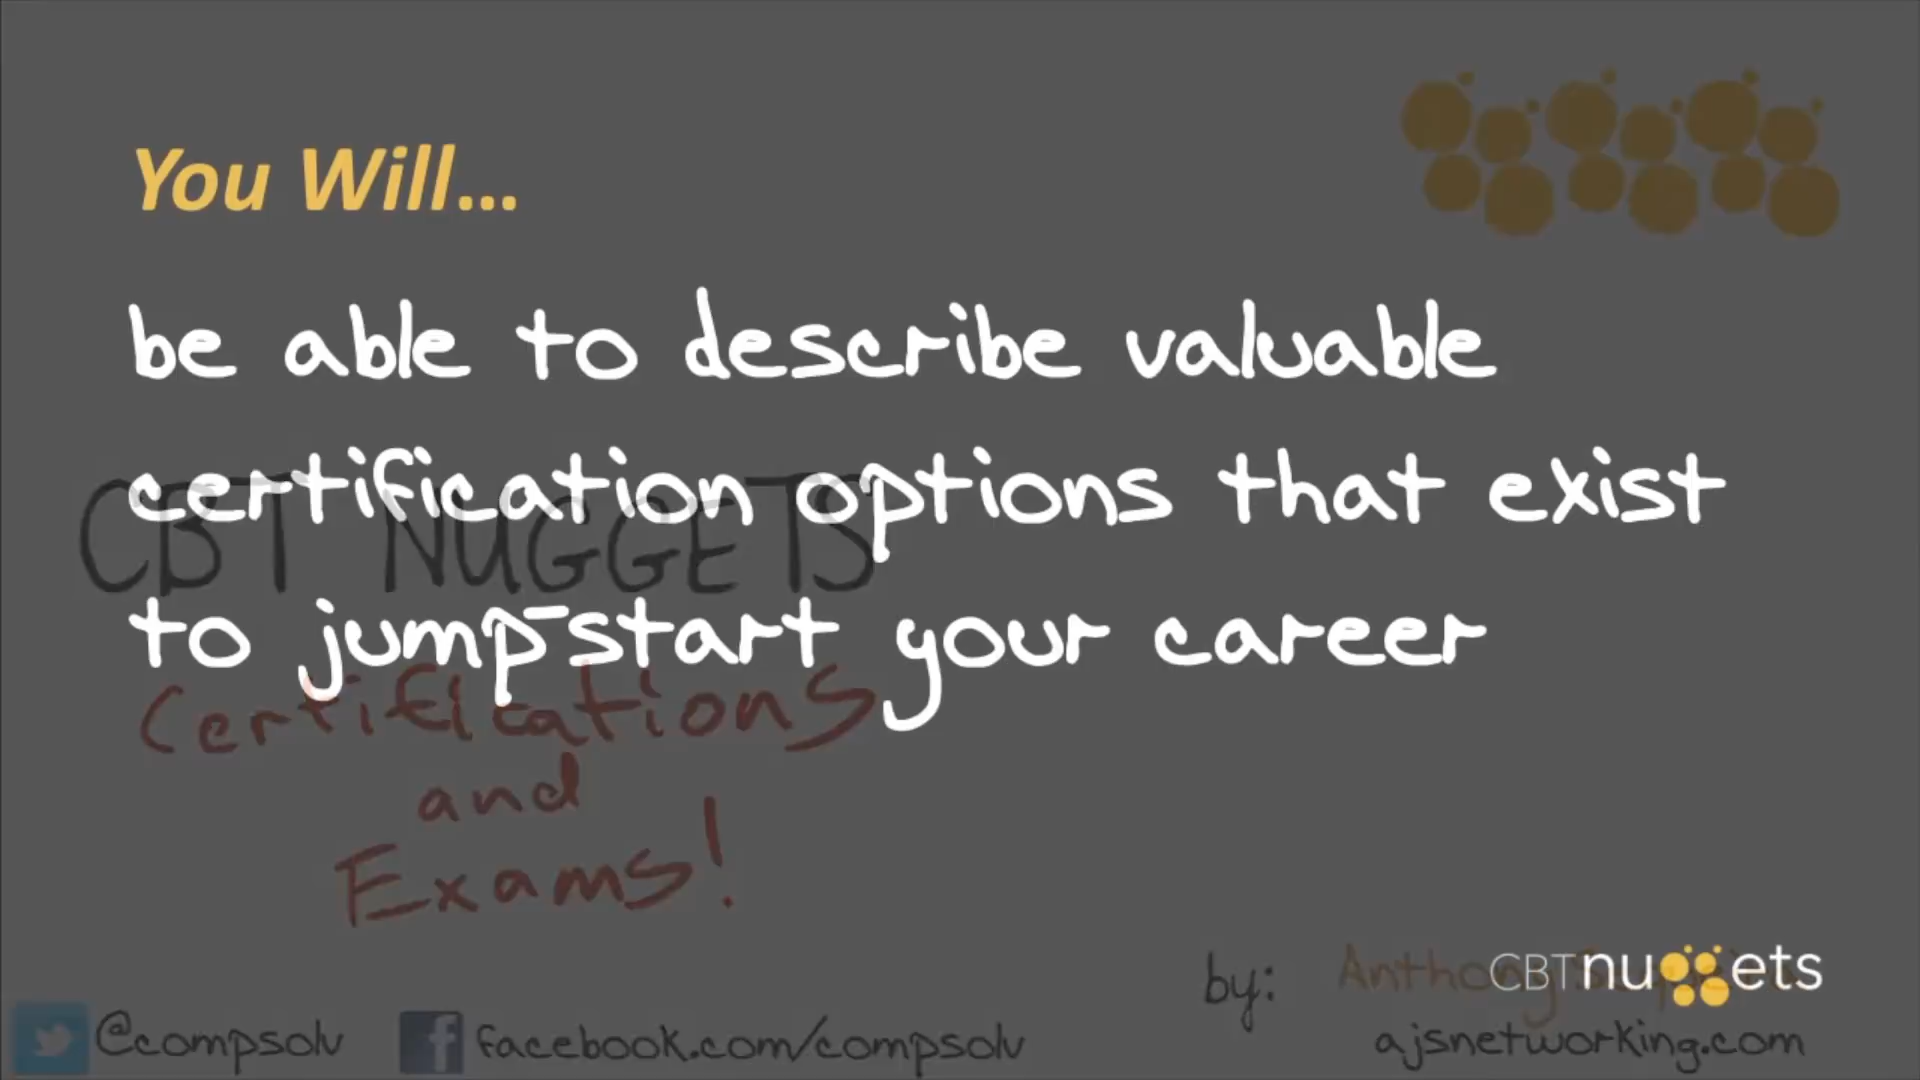 You Will...
be able to describe valuable
certification options that exist
CBT NUGGETS
to jump-start your career
Certifications
and
Exams!
by: Anthony
CBTnuggets
@compsolv facebook.com/compsolv ajsnetworking.com